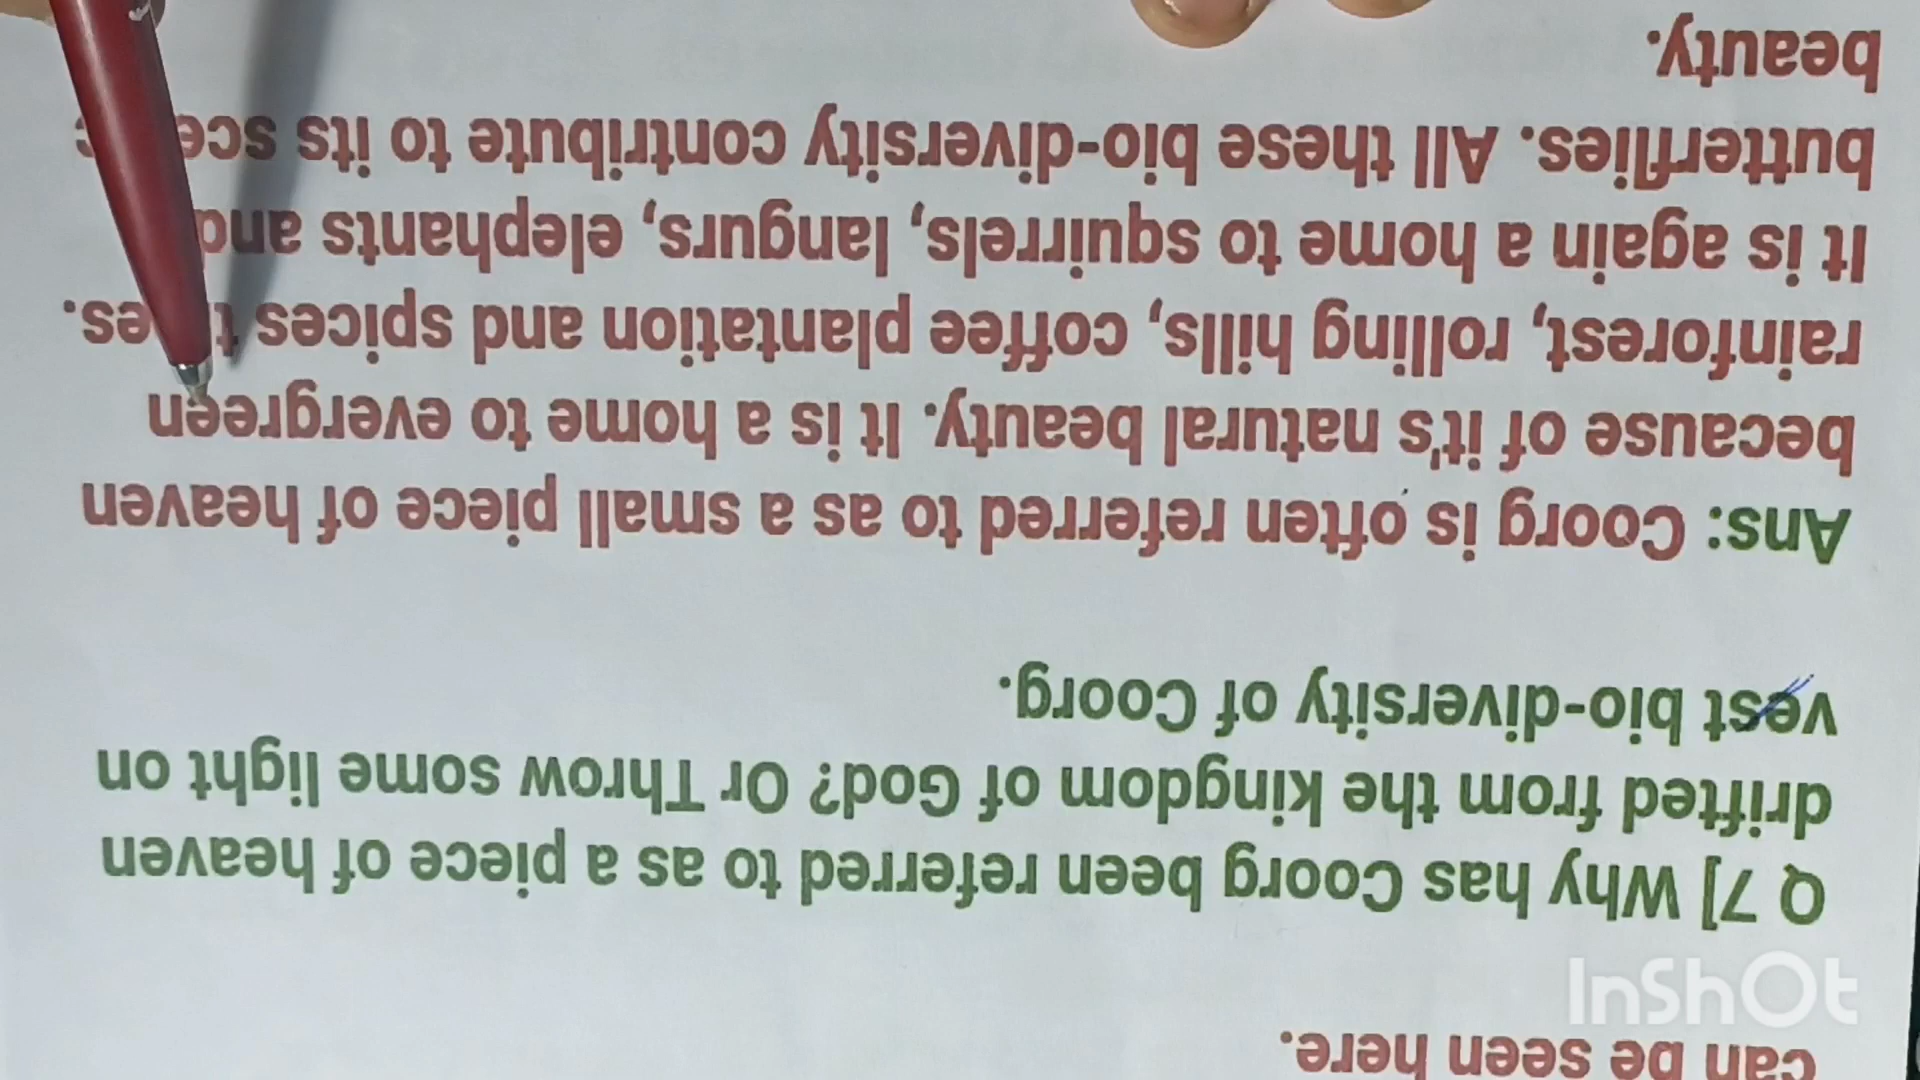 can be seen here.
Q 7] Why has Coorg been referred to as a piece of heaven
drifted from the kingdom of God? Or Throw some light on
vest bio-diversity of Coorg.
Ans: Coorg is often referred to as a small piece of heaven
because of it's natural beauty. It is a home to evergreen
rainforest, rolling hills, coffee plantation and spices
It is again a home to squirrels, langurs, elephants and
butterflies. All these bio-diversity contribute to its
beauty.
InShOt